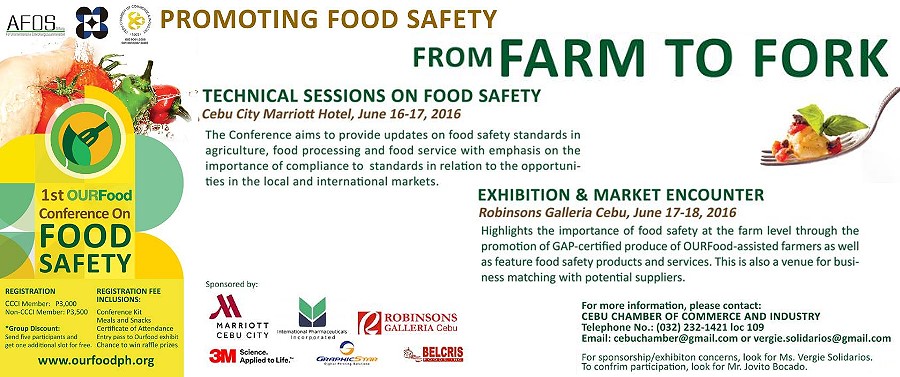 AFOS
PROMOTING FOOD SAFETY
FROM FARM TO FORK
TECHNICAL SESSIONS ON FOOD SAFETY
Cebu City Marriott Hotel, June 16-17, 2016
The Conference aims to provide updates on food safety standards in
agriculture, food processing and food service with emphasis on the
importance of compliance to standards in relation to the opportuni-
ties in the local and international markets.
EXHIBITION & MARKET ENCOUNTER
Robinsons Galleria Cebu, June 17-18, 2016
Highlights the importance of food safety at the farm level through the
promotion of GAP-certified produce of OURFood-assisted farmers as well
as feature food safety products and services. This is also a venue for busi-
ness matching with potential suppliers.
1st OURFood
Conference On
FOOD
SAFETY
REGISTRATION
CCCI Member: P3,000
Non-CCCI Member: P3,500
*Group Discount:
Send five participants and
get one additional slot for free.
REGISTRATION FEE
INCLUSIONS:
Conference Kit
Meals and Snacks
Certificate of Attendance
Entry pass to Ourfood exhibit
Chance to win raffle prizes
www.ourfoodph.org
Sponsored by:
MARRIOTT
CEBU CITY
International Pharmaceuticals
Incorporated
ROBINSONS
GALLERIA Cebu
3M Science.
Applied to Life.™
GRAPHICSTAR
Digital Printing Solutions
BELCRIS
FOODS, INC.
For more information, please contact:
CEBU CHAMBER OF COMMERCE AND INDUSTRY
Telephone No.: (032) 232-1421 loc 109
Email: cebuchamber@gmail.com or vergie.solidarios@gmail.com
For sponsorship/exhibiton concerns, look for Ms. Vergie Solidarios.
To confrim participation, look for Mr. Jovito Bocado.